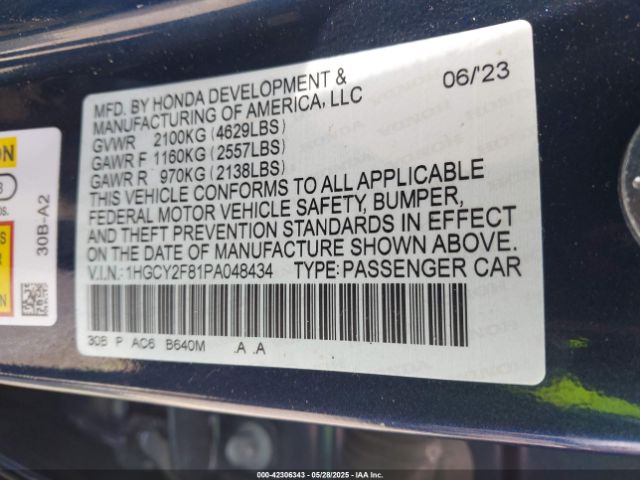 MFD. BY HONDA DEVELOPMENT & 06/'23
MANUFACTURING OF AMERICA, LLC
GVWR 2100KG (4629LBS)
GAWR F 1160KG (2557LBS)
GAWR R 970KG (2138LBS)
THIS VEHICLE CONFORMS TO ALL APPLICABLE
FEDERAL MOTOR VEHICLE SAFETY, BUMPER,
AND THEFT PREVENTION STANDARDS IN EFFECT
ON THE DATE OF MANUFACTURE SHOWN ABOVE.
V.I.N.: 1HGCY2F81PA048434 TYPE: PASSENGER CAR
30B P AC6 B640M .A .A
30B-A2
000-42306343 - 05/28/2025 - IAA Inc.